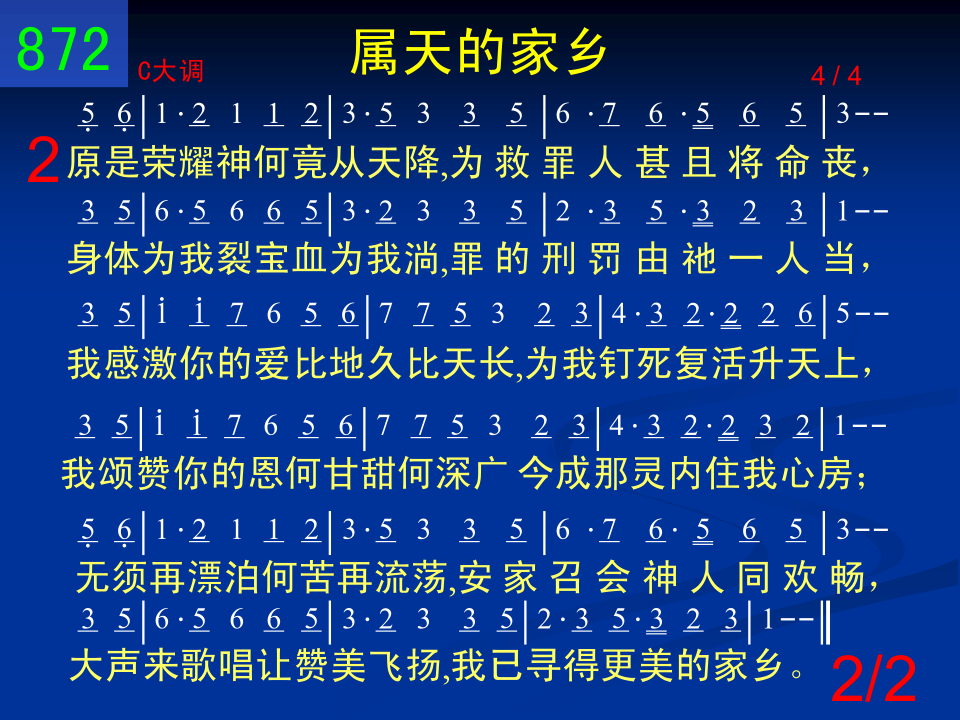 872 属天的家乡
C大调 4 / 4
5̣ 6̣|1·2 1 1 2|3·5 3 3 5|6·7 6·5 6 5|3--
2
原是荣耀神何竟从天降,为 救 罪 人 甚 且 将 命 丧，
3 5|6·5 6 6 5|3·2 3 3 5|2·3 5·3 2 3|1--
身体为我裂宝血为我淌,罪 的 刑 罚 由 祂 一 人 当，
3 5|i i 7 6 5 6|7 7 5 3 2 3|4·3 2·2 2 6|5--
我感激你的爱比地久比天长,为我钉死复活升天上，
3 5|i i 7 6 5 6|7 7 5 3 2 3|4·3 2·2 3 2|1--
我颂赞你的恩何甘甜何深广 今成那灵内住我心房；
5̣ 6̣|1·2 1 1 2|3·5 3 3 5|6·7 6·5 6 5|3--
无须再漂泊何苦再流荡,安 家 召 会 神 人 同 欢 畅，
3 5|6·5 6 6 5|3·2 3 3 5|2·3 5·3 2 3|1--‖
大声来歌唱让赞美飞扬,我已寻得更美的家乡。
2/2